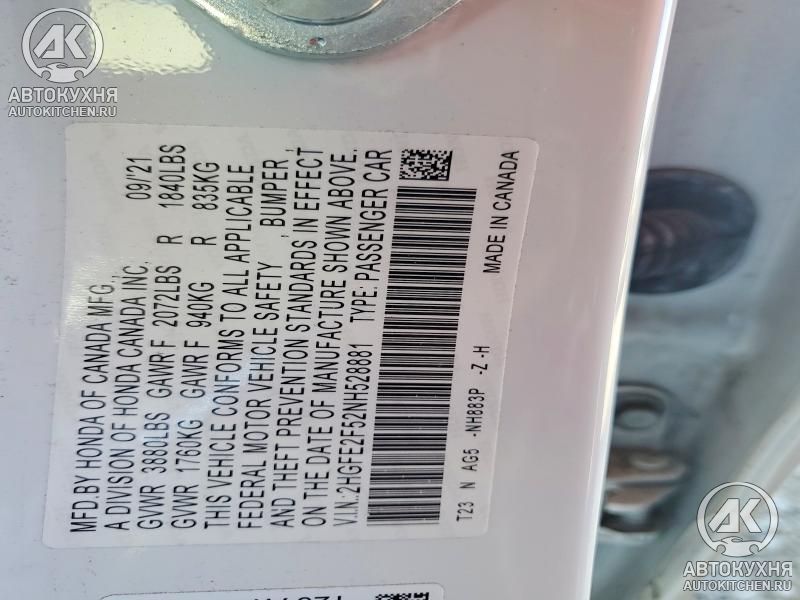 AK
АВТОКУХНЯ
AUTOKITCHEN.RU
MFD.BY HONDA OF CANADA MFG., 09/21
A DIVISION OF HONDA CANADA INC.
GVWR 3880LBS GAWR F 2072LBS R 1840LBS
GVWR 1760KG GAWR F 940KG R 835KG
THIS VEHICLE CONFORMS TO ALL APPLICABLE
FEDERAL MOTOR VEHICLE SAFETY, BUMPER,
AND THEFT PREVENTION STANDARDS IN EFFECT
ON THE DATE OF MANUFACTURE SHOWN ABOVE.
V.I.N:2HGFE2F52NH528881 TYPE: PASSENGER CAR
T23 N AG5 -NH883P -Z -H
MADE IN CANADA
AK
АВТОКУХНЯ
AUTOKITCHEN.RU